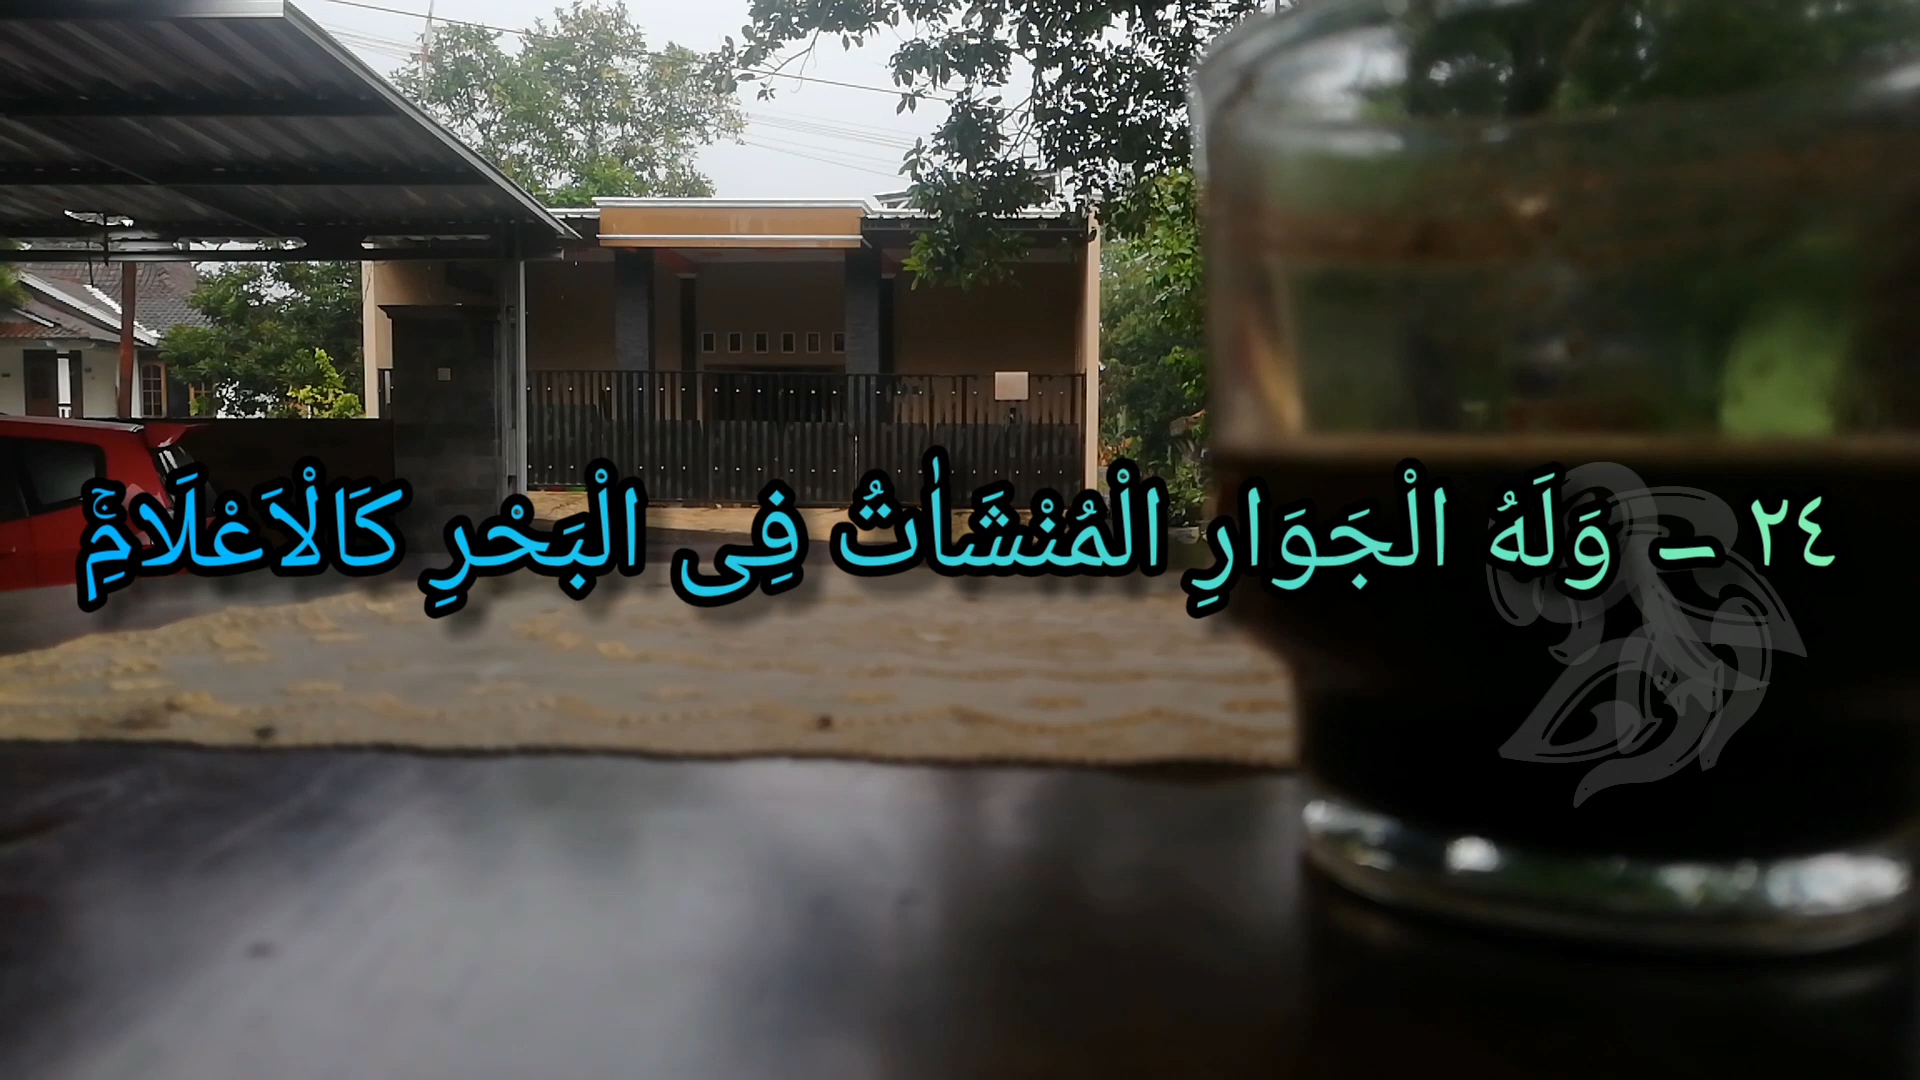 ٢٤ - وَلَهُ الْجَوَارِ الْمُنْشَاٰتُ فِى الْبَحْرِ كَالْاَعْلَامِۚ